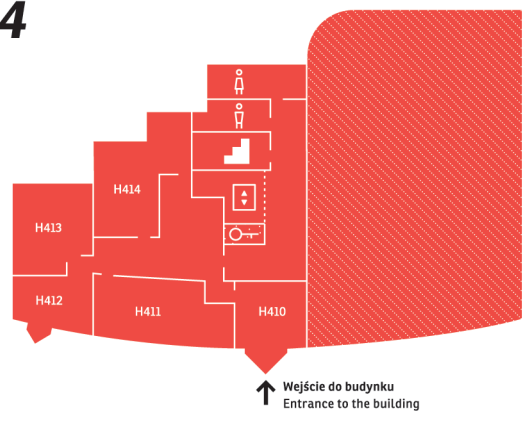 4
H414
H413
H412
H411
H410
Wejście do budynku
Entrance to the building